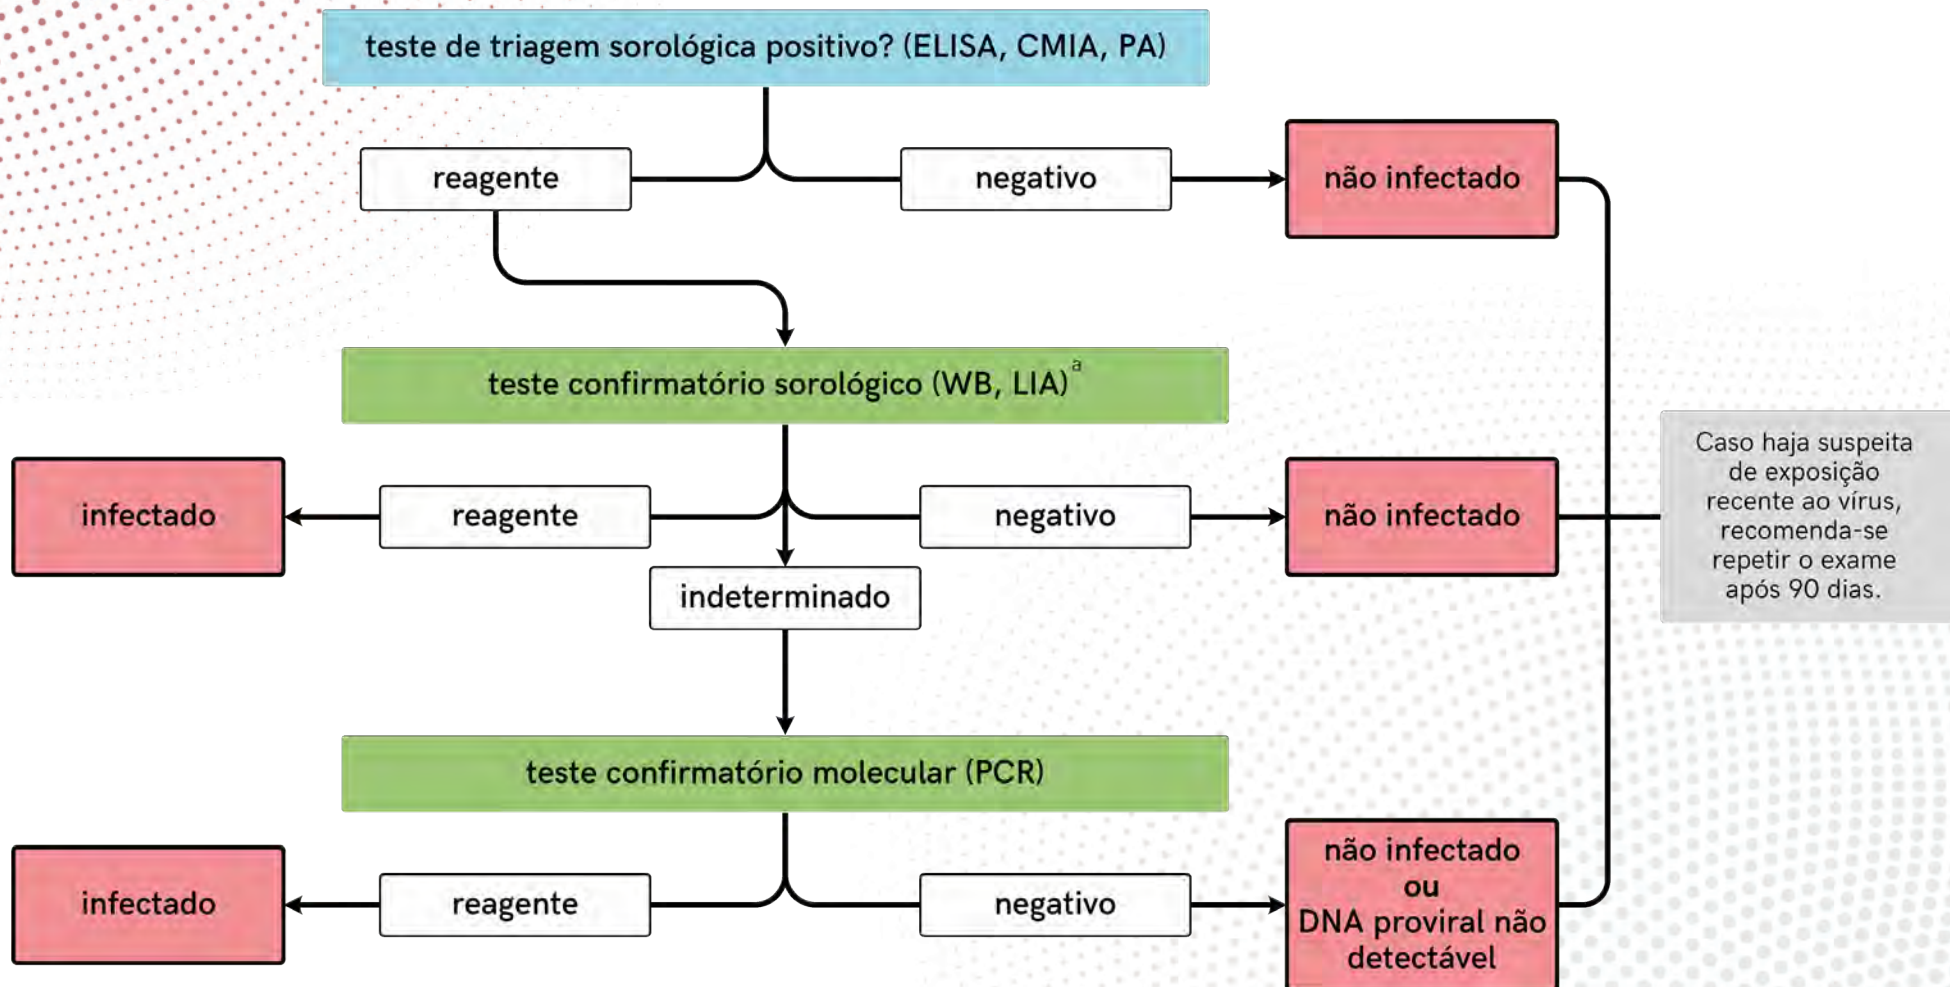 teste de triagem sorológica positivo? (ELISA, CMIA, PA)
reagente
negativo
não infectado
teste confirmatório sorológico (WB, LIA)ª
infectado
reagente
negativo
não infectado
indeterminado
Caso haja suspeita
de exposição
recente ao vírus,
recomenda-se
repetir o exame
após 90 dias.
teste confirmatório molecular (PCR)
infectado
reagente
negativo
não infectado
ou
DNA proviral não
detectável